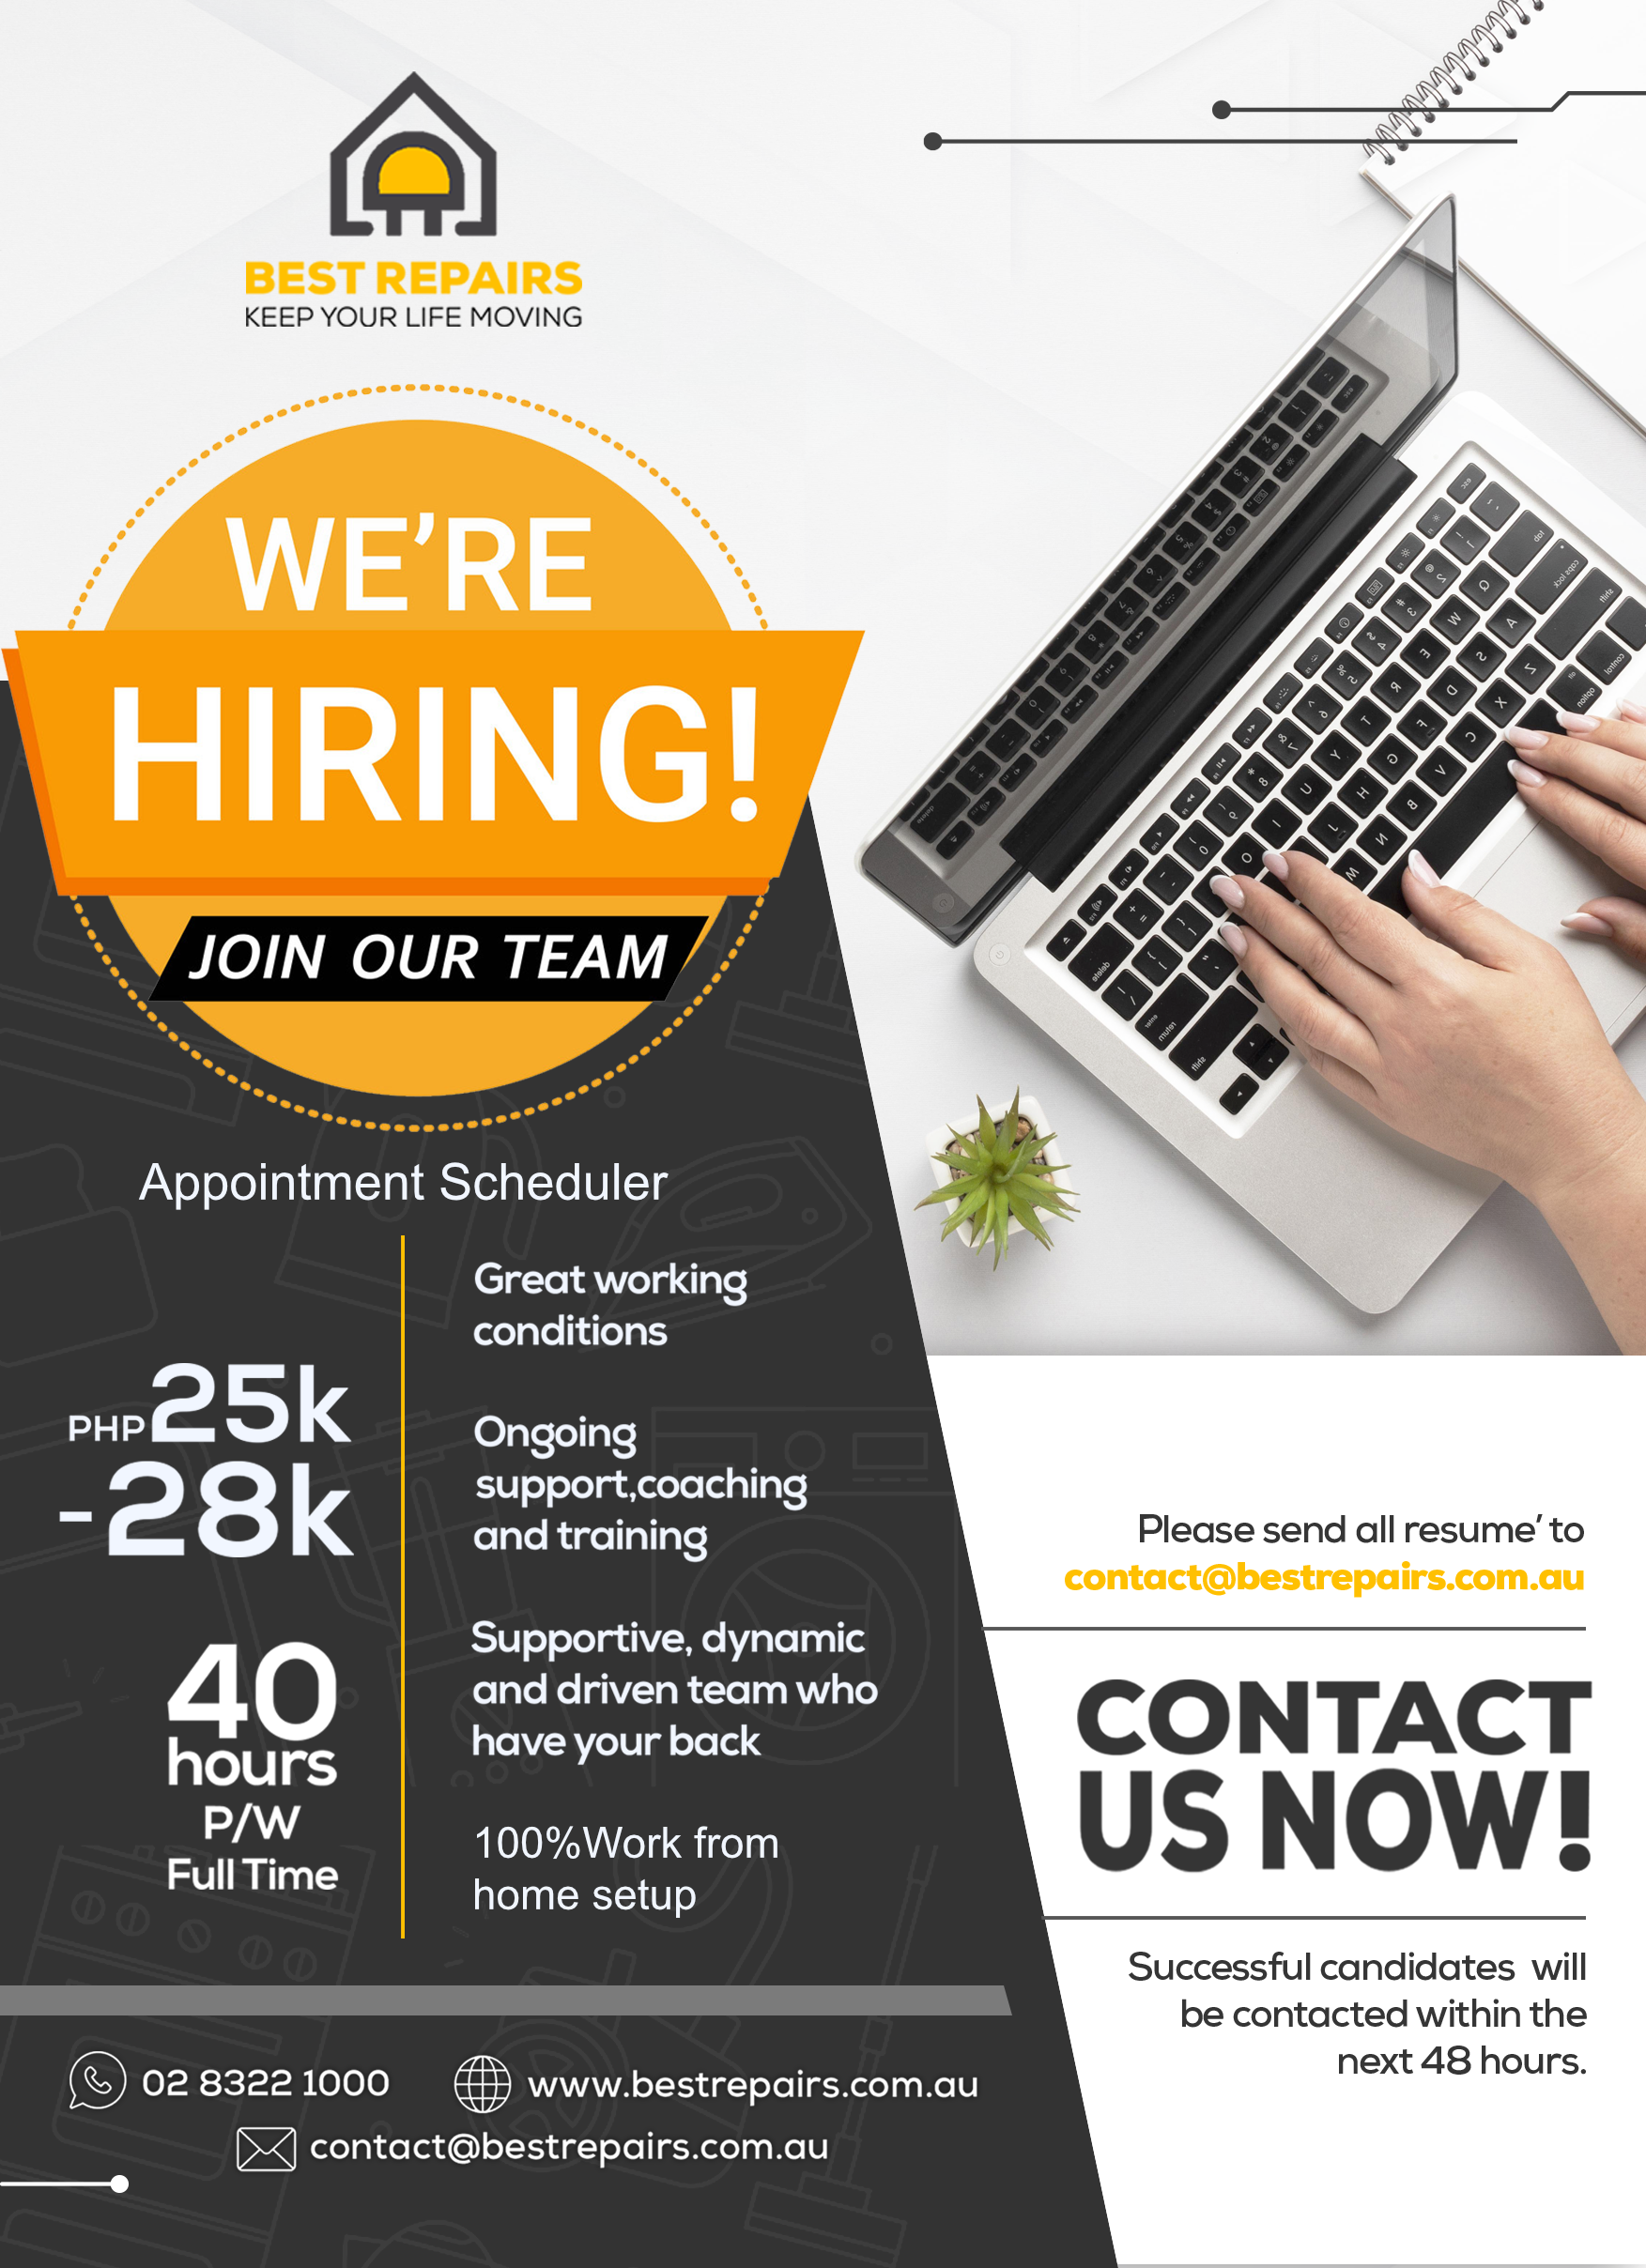 BEST REPAIRS
KEEP YOUR LIFE MOVING
WE’RE
HIRING!
JOIN OUR TEAM
Appointment Scheduler
PHP25k
-28k
40
hours
P/W
Full Time
Great working
conditions
Ongoing
support,coaching
and training
Supportive, dynamic
and driven team who
have your back
100%Work from
home setup
Please send all resume’ to
contact@bestrepairs.com.au
CONTACT
US NOW!
Successful candidates will
be contacted within the
next 48 hours.
02 8322 1000
www.bestrepairs.com.au
contact@bestrepairs.com.au